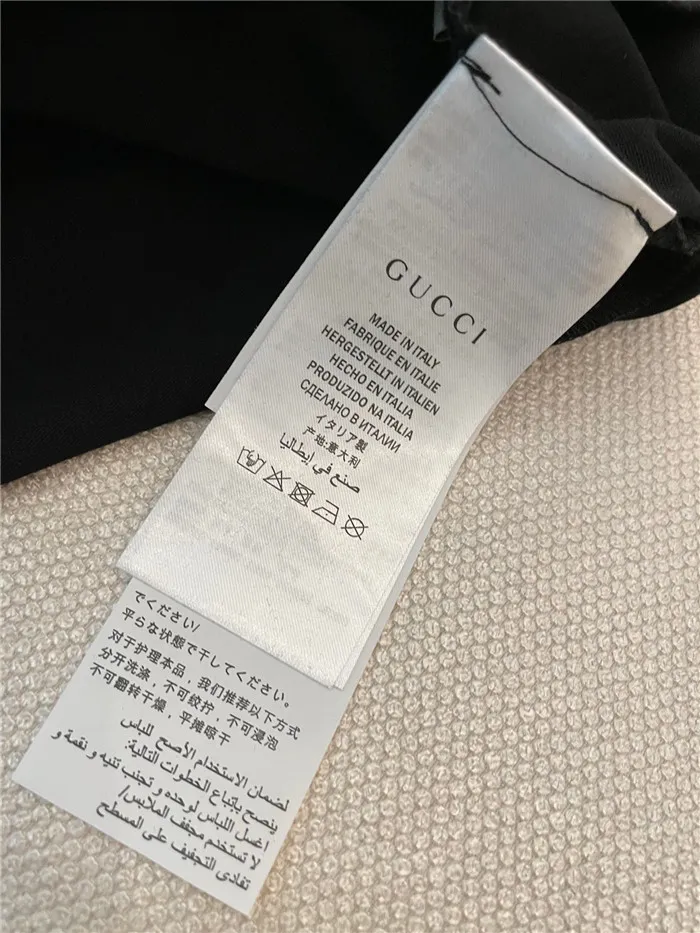 GUCCI
MADE IN ITALY
FABRIQUE EN ITALIE
HERGESTELLT IN ITALIEN
HECHO EN ITALIA
PRODUZIDO NA ITALIA
СДЕЛАНО В ИТАЛИИ
イタリア製
产地:意大利
صنع في إيطاليا
でください/
平らな状態で干してください。
对于护理本品，我们推荐以下方式
分开洗涤，不可绞拧，不可浸泡
不可翻转干燥，平摊晾干
لضمان الاستخدام الأصح للباس
ينصح بإتباع الخطوات التالية:
اغسل اللباس لوحده و تجنب تنيه و نقعة و
لا تستخدم مجفف الملابس/
تفادى التجفيف على المسطح